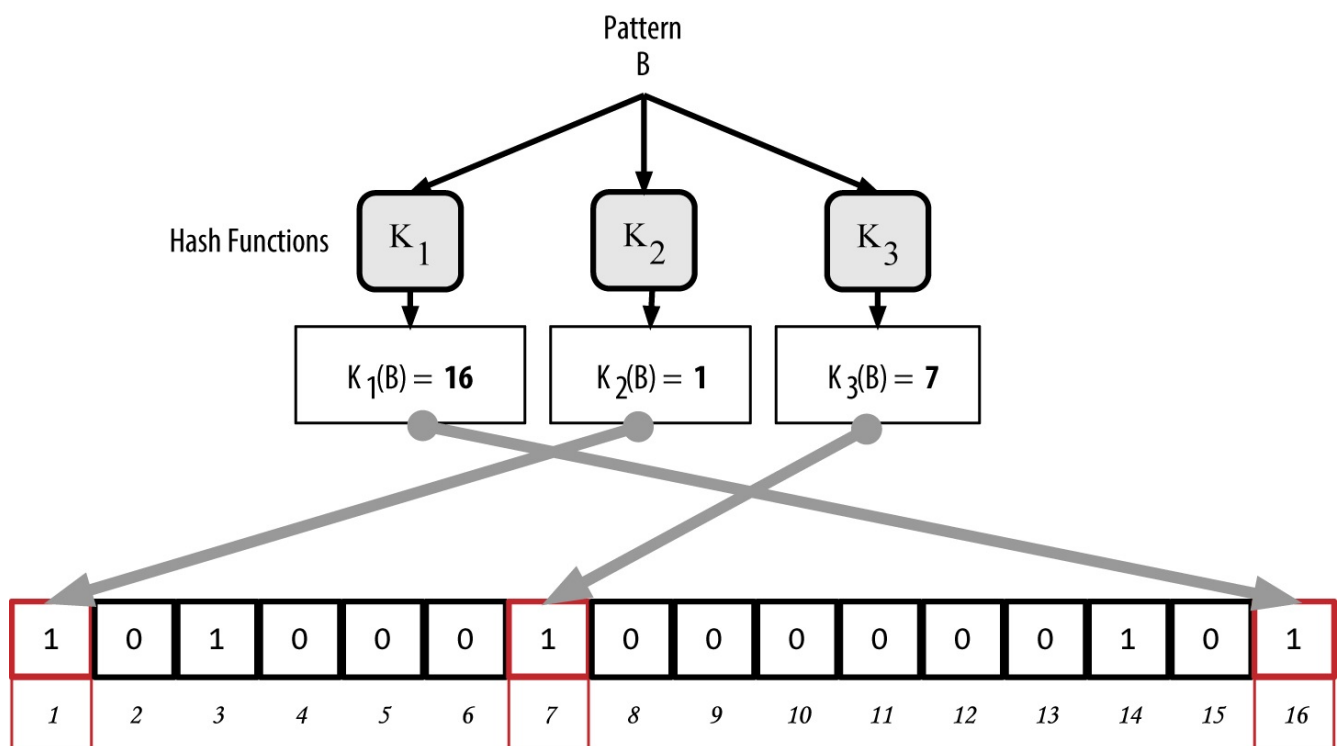 Pattern
B
Hash Functions
K1 K2 K3
K1(B) = 16 K2(B) = 1 K3(B) = 7
1 0 1 0 0 0 1 0 0 0 0 0 0 1 0 1
1 2 3 4 5 6 7 8 9 10 11 12 13 14 15 16